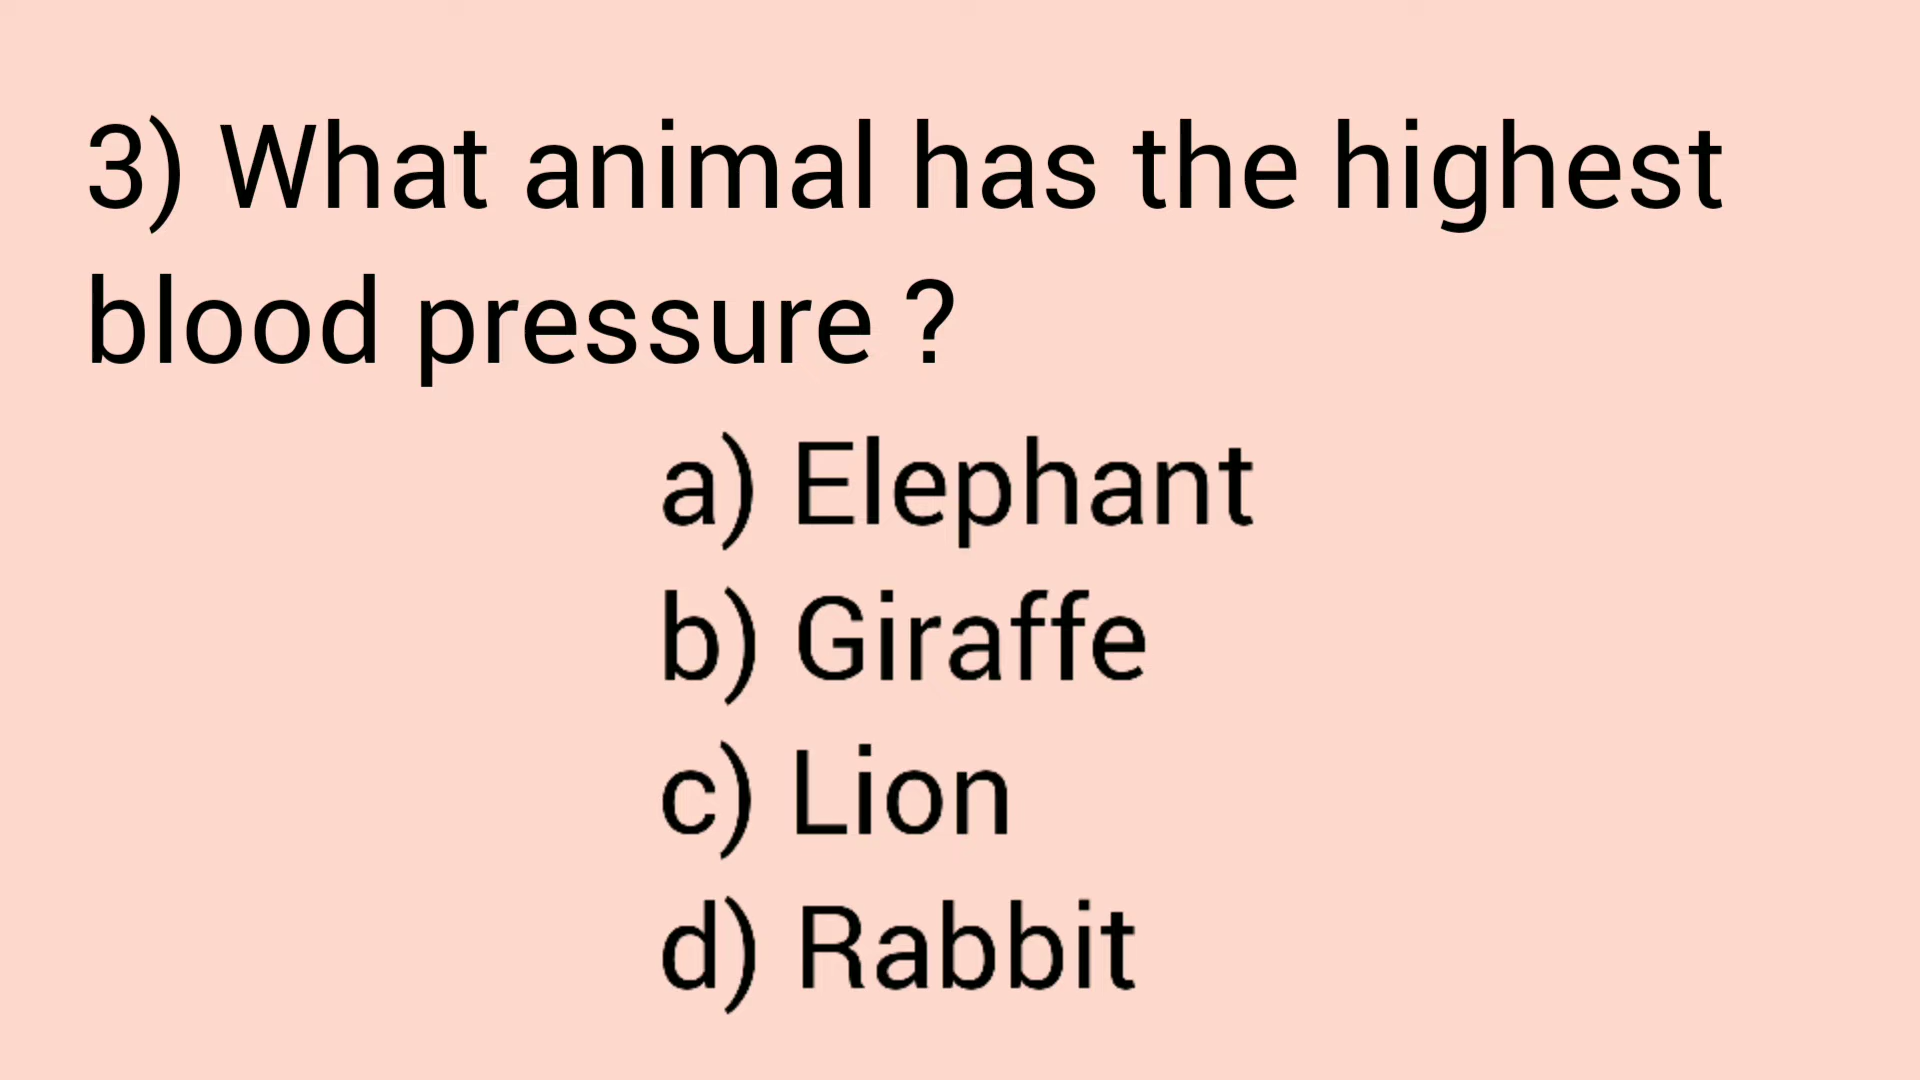 3) What animal has the highest
blood pressure ?
a) Elephant
b) Giraffe
c) Lion
d) Rabbit